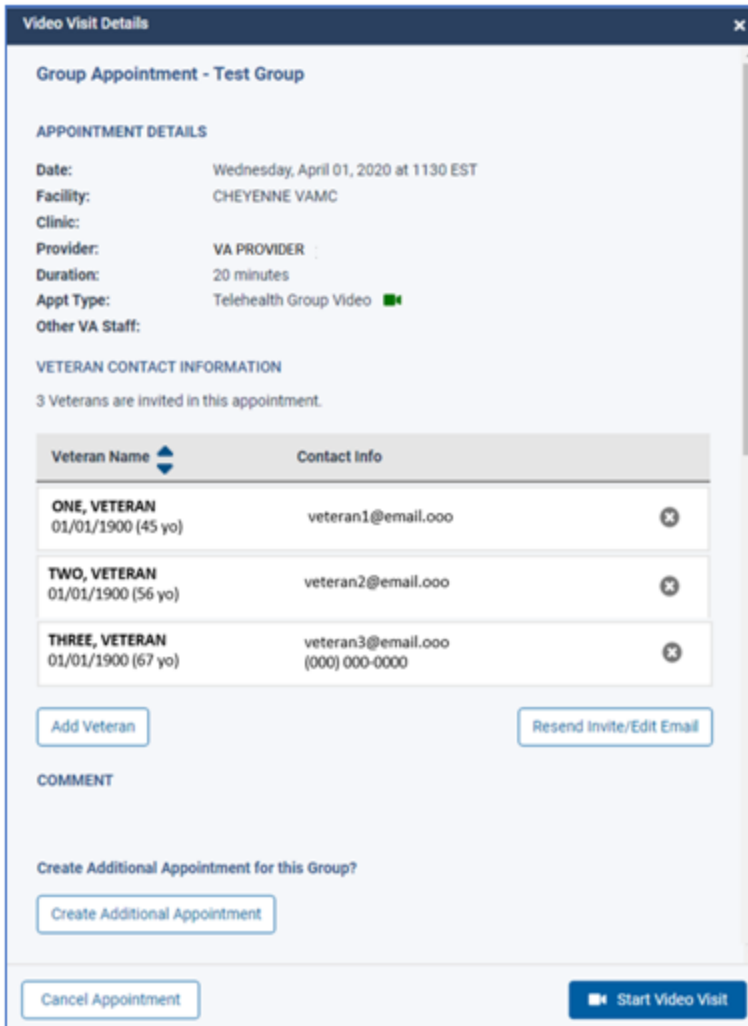 Video Visit Details
Group Appointment - Test Group
APPOINTMENT DETAILS
Date: Wednesday, April 01, 2020 at 1130 EST
Facility: CHEYENNE VAMC
Clinic:
Provider: VA PROVIDER
Duration: 20 minutes
Appt Type: Telehealth Group Video
Other VA Staff:
VETERAN CONTACT INFORMATION
3 Veterans are invited in this appointment.
Veteran Name Contact Info
ONE, VETERAN
01/01/1900 (45 yo) veteran1@email.ooo
TWO, VETERAN
01/01/1900 (56 yo) veteran2@email.ooo
THREE, VETERAN veteran3@email.ooo
01/01/1900 (67 yo) (000) 000-0000
Add Veteran Resend Invite/Edit Email
COMMENT
Create Additional Appointment for this Group?
Create Additional Appointment
Cancel Appointment Start Video Visit